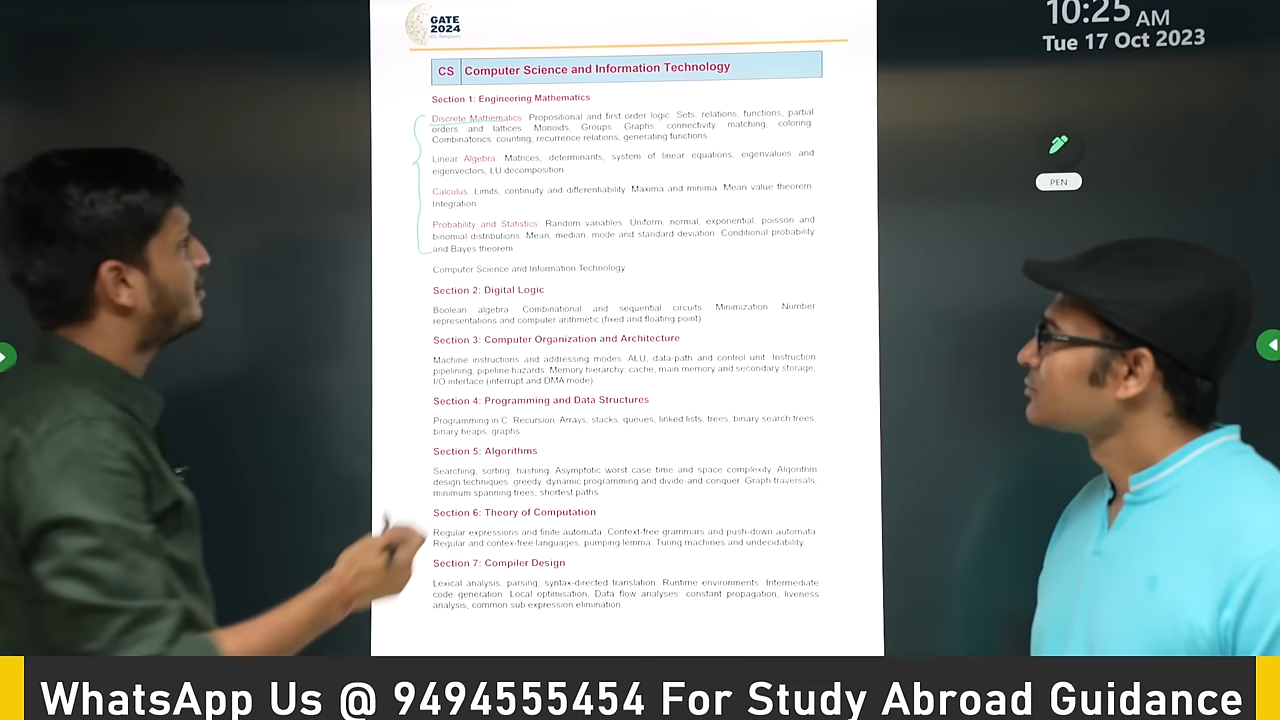 GATE
2024
10:25 AM
Tue 17 Oct 2023
CS Computer Science and Information Technology
Section 1: Engineering Mathematics
Discrete Mathematics Propositional and first order logic. Sets, relations, functions, partial
orders and lattices. Monoids, Groups. Graphs: connectivity, matching, coloring.
Combinatorics: counting, recurrence relations, generating functions.
Linear Algebra: Matrices, determinants, system of linear equations, eigenvalues and
eigenvectors, LU decomposition.
Calculus: Limits, continuity and differentiability. Maxima and minima. Mean value theorem.
Integration.
Probability and Statistics: Random variables. Uniform, normal, exponential, poisson and
binomial distributions. Mean, median, mode and standard deviation. Conditional probability
and Bayes theorem.
Computer Science and Information Technology
Section 2: Digital Logic
Boolean algebra. Combinational and sequential circuits. Minimization. Number
representations and computer arithmetic (fixed and floating point).
Section 3: Computer Organization and Architecture
Machine instructions and addressing modes. ALU, data-path and control unit. Instruction
pipelining, pipeline hazards. Memory hierarchy: cache, main memory and secondary storage;
I/O interface (interrupt and DMA mode).
Section 4: Programming and Data Structures
Programming in C. Recursion. Arrays, stacks, queues, linked lists, trees, binary search trees,
binary heaps, graphs.
Section 5: Algorithms
Searching, sorting, hashing. Asymptotic worst case time and space complexity. Algorithm
design techniques: greedy, dynamic programming and divide-and-conquer. Graph traversals,
minimum spanning trees, shortest paths
Section 6: Theory of Computation
Regular expressions and finite automata. Context-free grammars and push-down automata.
Regular and contex-free languages, pumping lemma. Turing machines and undecidability.
Section 7: Compiler Design
Lexical analysis, parsing, syntax-directed translation. Runtime environments. Intermediate
code generation. Local optimisation, Data flow analyses: constant propagation, liveness
analysis, common sub expression elimination.
PEN
WhatsApp Us @ 9494555454 For Study Abroad Guidance